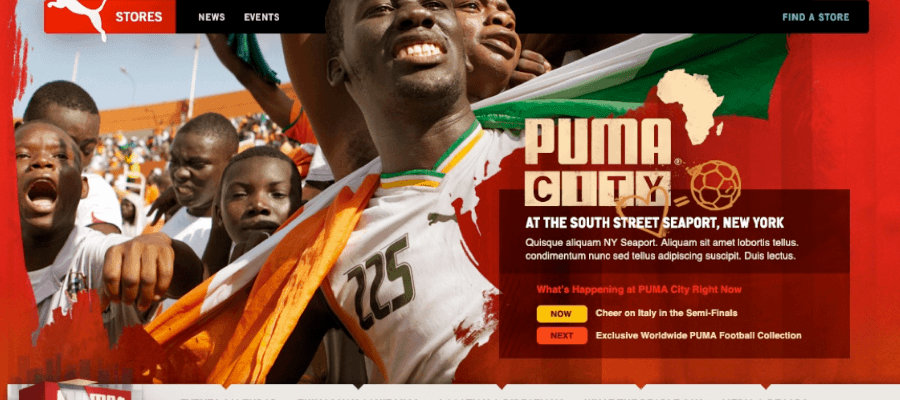 STORES
NEWS
EVENTS
FIND A STORE
PUMA
CITY
AT THE SOUTH STREET SEAPORT, NEW YORK
Quisque aliquam NY Seaport. Aliquam sit amet lobortis tellus.
condimentum nunc sed tellus adipiscing suscipit. Duis lectus.
What's Happening at PUMA City Right Now
NOW Cheer on Italy in the Semi-Finals
NEXT Exclusive Worldwide PUMA Football Collection
225